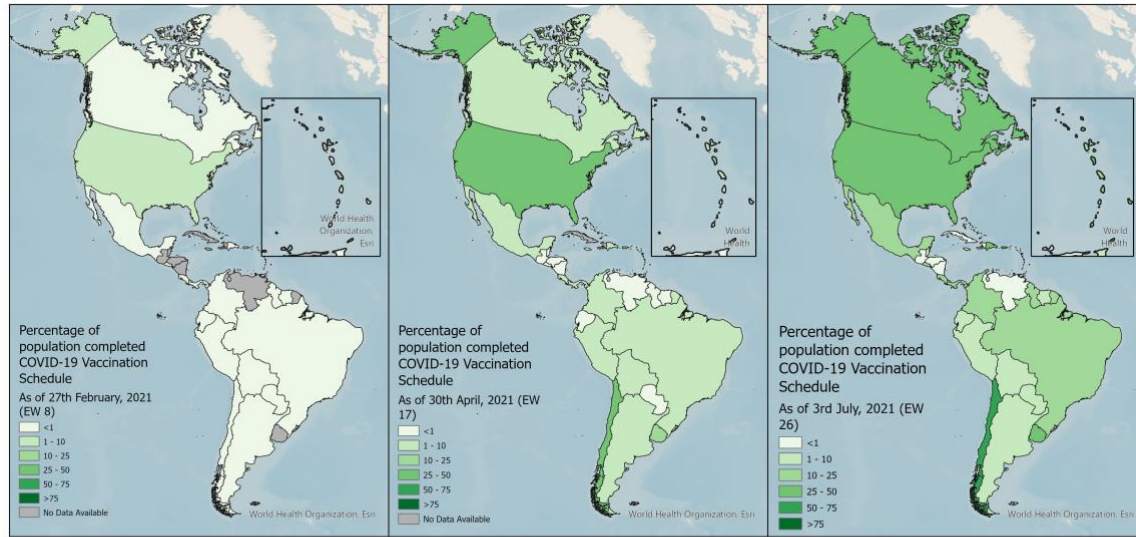 World Health
Organization,
Esri
Percentage of
population completed
COVID-19 Vaccination
Schedule
As of 27th February, 2021
(EW 8)
<1
1 - 10
10 - 25
25 - 50
50 - 75
>75
No Data Available
World Health Organization, Esri
World
Health
Percentage of
population completed
COVID-19 Vaccination
Schedule
As of 30th April, 2021 (EW
17)
<1
1 - 10
10 - 25
25 - 50
50 - 75
>75
No Data Available
World Health Organization, Esri
World
Health
Percentage of
population completed
COVID-19 Vaccination
Schedule
As of 3rd July, 2021 (EW
26)
<1
1 - 10
10 - 25
25 - 50
50 - 75
>75
World Health Organization, Esri